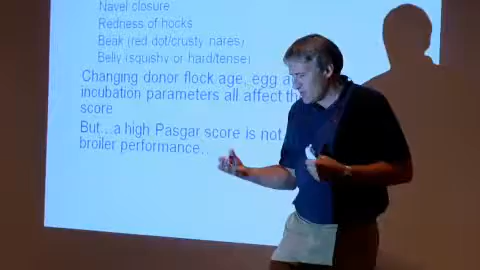 Navel closure
Redness of hocks
Beak (red dot/crusty nares)
Belly (squishy or hard/tense)
Changing donor flock age, egg a
incubation parameters all affect th
score
But...a high Pasgar score is not
broiler performance...